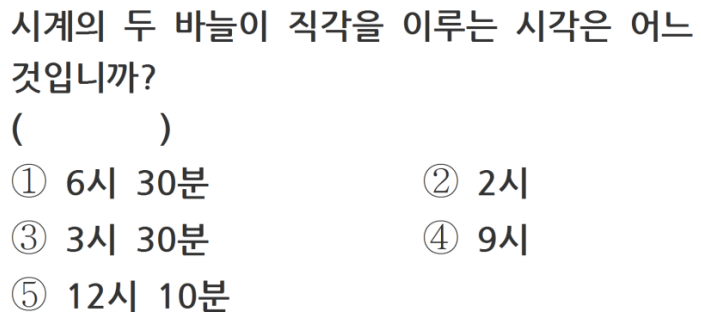 시계의 두 바늘이 직각을 이루는 시각은 어느
것입니까?
( )
① 6시 30분 ② 2시
③ 3시 30분 ④ 9시
⑤ 12시 10분